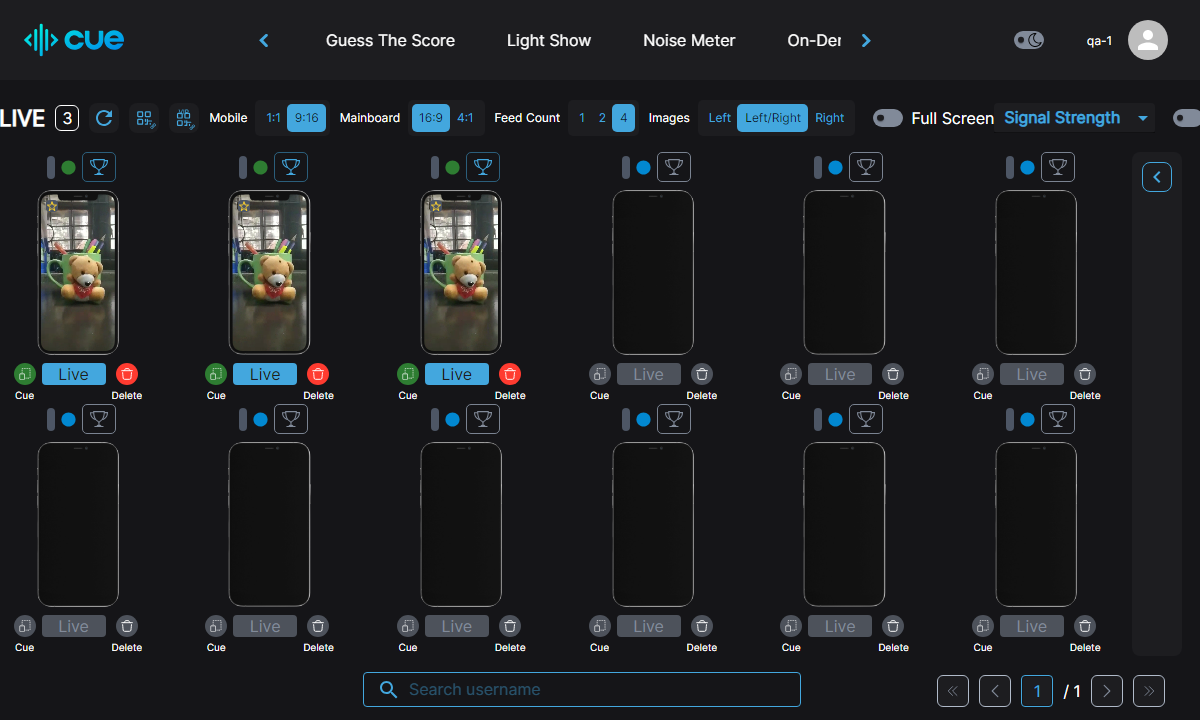 cue
Guess The Score Light Show Noise Meter On-Der
qa-1
LIVE 3 Mobile 1:1 9:16 Mainboard 16:9 4:1 Feed Count 1 2 4 Images Left Left/Right Right Full Screen Signal Strength
Live Live Live Live Live Live
Cue Delete Cue Delete Cue Delete Cue Delete Cue Delete Cue Delete
Live Live Live Live Live Live
Cue Delete Cue Delete Cue Delete Cue Delete Cue Delete Cue Delete
Search username
1 / 1